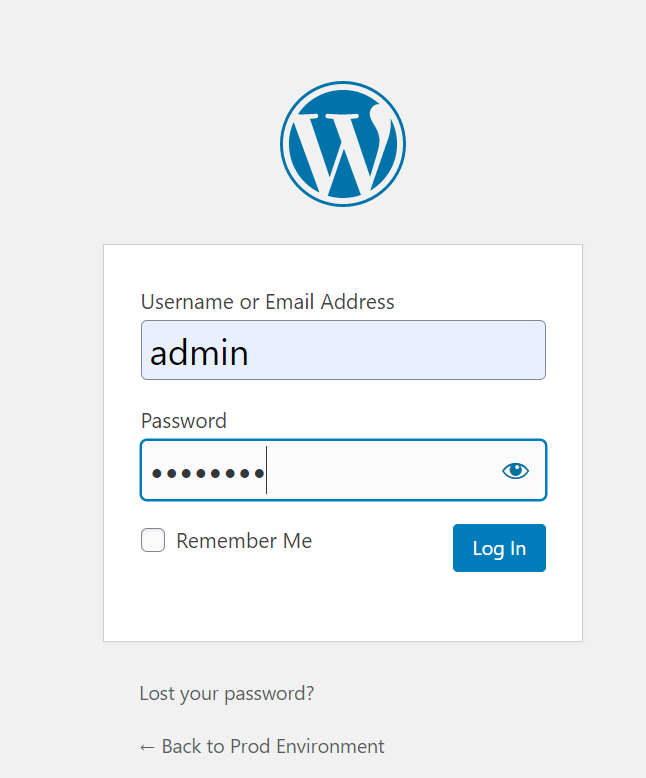 Username or Email Address
admin
Password
••••••••
Remember Me
Log In
Lost your password?
← Back to Prod Environment